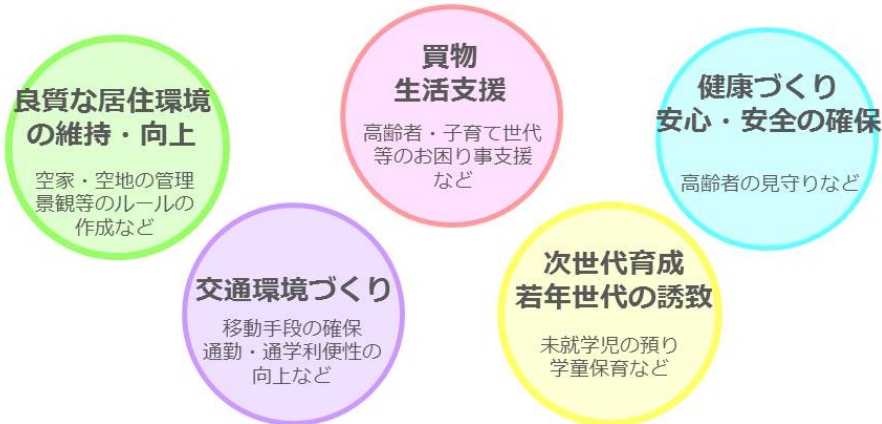 良質な居住環境
の維持・向上
空家・空地の管理
景観等のルールの
作成など
買物
生活支援
高齢者・子育て世代
等のお困り事支援
など
健康づくり
安心・安全の確保
高齢者の見守りなど
交通環境づくり
移動手段の確保
通勤・通学利便性の
向上など
次世代育成
若年世代の誘致
未就学児の預り
学童保育など